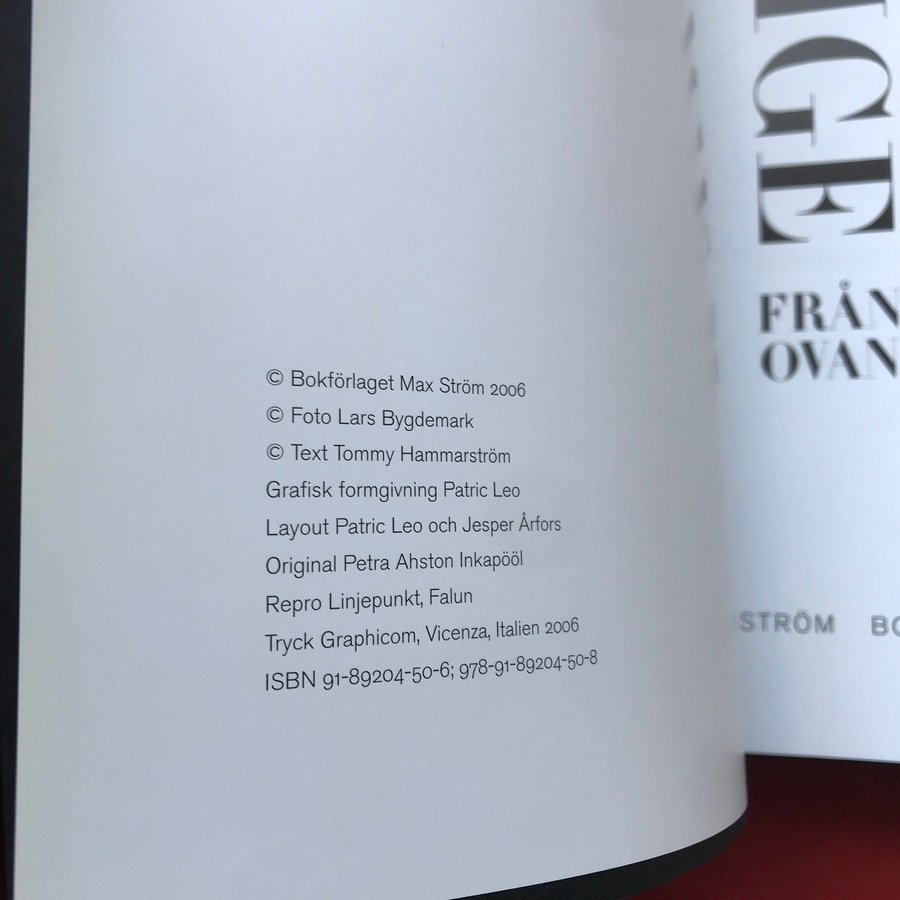 © Bokförlaget Max Ström 2006
© Foto Lars Bygdemark
© Text Tommy Hammarström
Grafisk formgivning Patric Leo
Layout Patric Leo och Jesper Årfors
Original Petra Ahston Inkapööl
Repro Linjepunkt, Falun
Tryck Graphicom, Vicenza, Italien 2006
ISBN 91-89204-50-6; 978-91-89204-50-8
IGE
FRÅN
OVAN
STRÖM BO